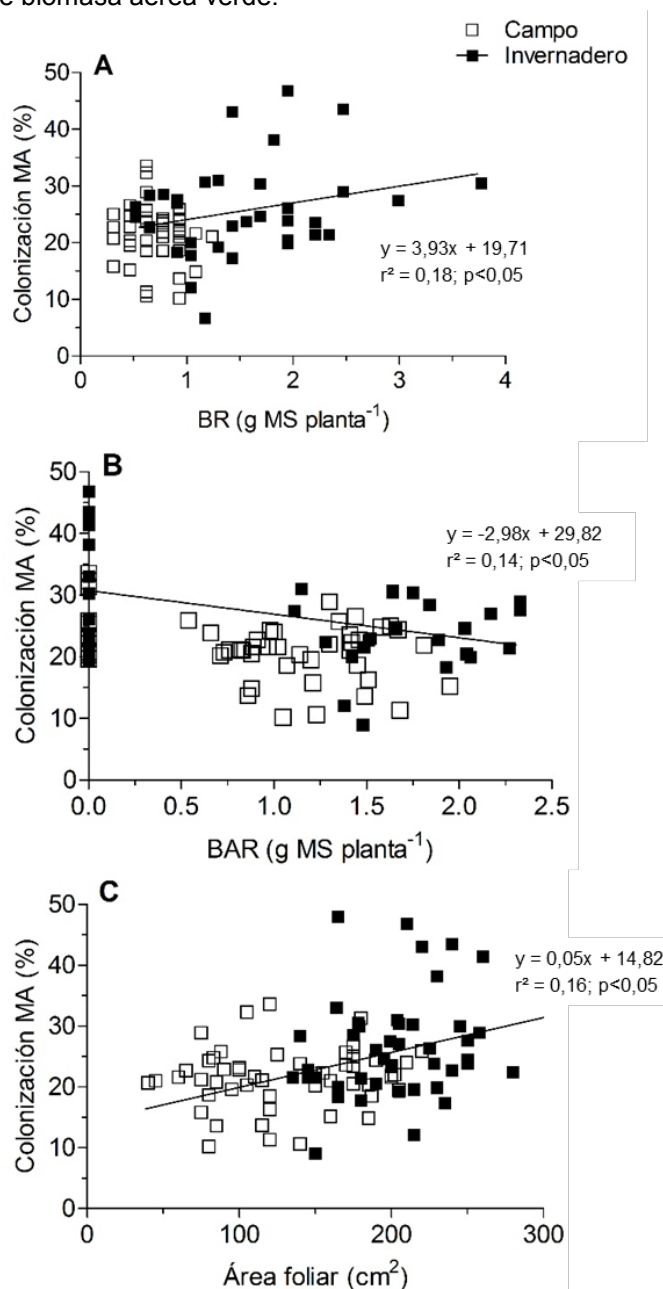 e biomasa aérea verde.
Campo
Invernadero
A
50
40
30
20
10
0
Colonización MA (%)
y = 3,93x + 19,71
r² = 0,18; p<0,05
0 1 2 3 4
BR (g MS planta⁻¹)
B
50
40
30
20
10
0
Colonización MA (%)
y = -2,98x + 29,82
r² = 0,14; p<0,05
0.0 0.5 1.0 1.5 2.0 2.5
BAR (g MS planta⁻¹)
C
50
40
30
20
10
0
Colonización MA (%)
y = 0,05x + 14,82
r² = 0,16; p<0,05
0 100 200 300
Área foliar (cm²)